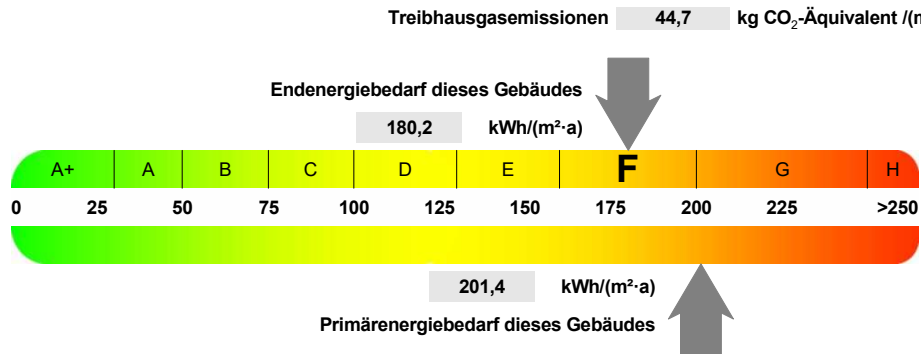 Treibhausgasemissionen 44,7 kg CO₂-Äquivalent /(m
Endenergiebedarf dieses Gebäudes
180,2 kWh/(m²·a)
A+ A B C D E F G H
0 25 50 75 100 125 150 175 200 225 >250
201,4 kWh/(m²·a)
Primärenergiebedarf dieses Gebäudes